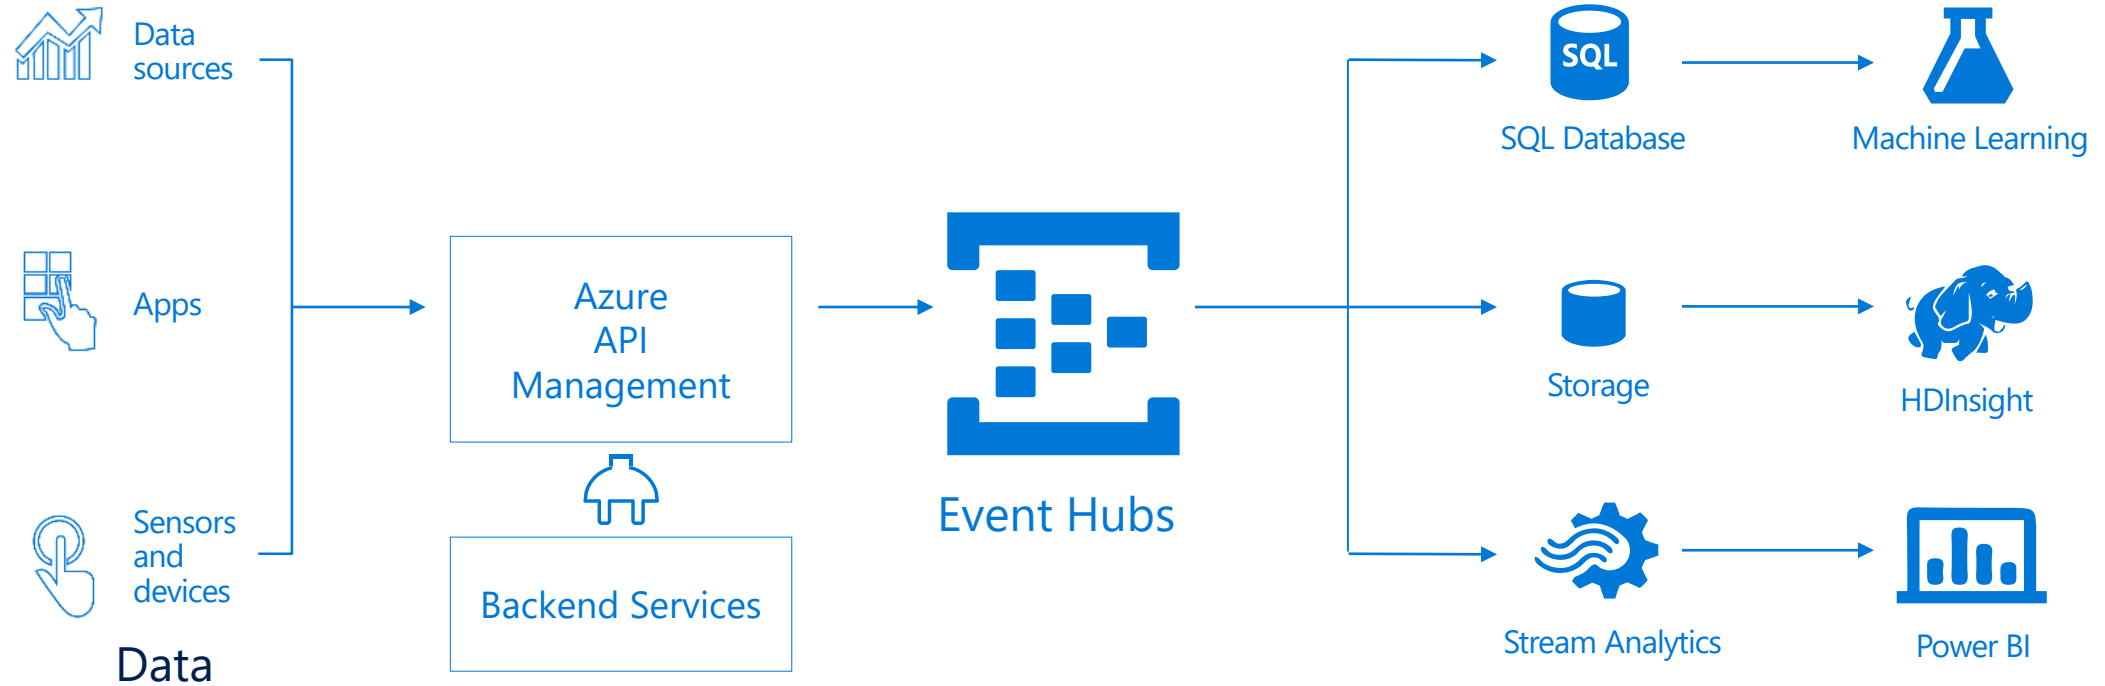 Data
sources
Apps
Sensors
and
devices
Data
Azure
API
Management
Backend Services
Event Hubs
SQL
SQL Database
Machine Learning
Storage
HDInsight
Stream Analytics
Power BI